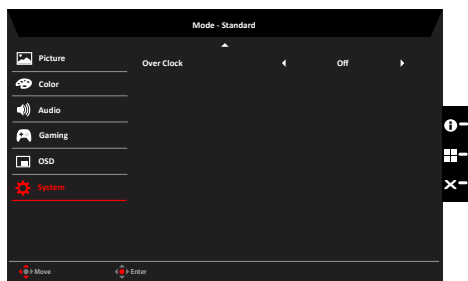 Mode - Standard
Picture
Over Clock Off
Color
Audio
Gaming
OSD
System
Move Enter